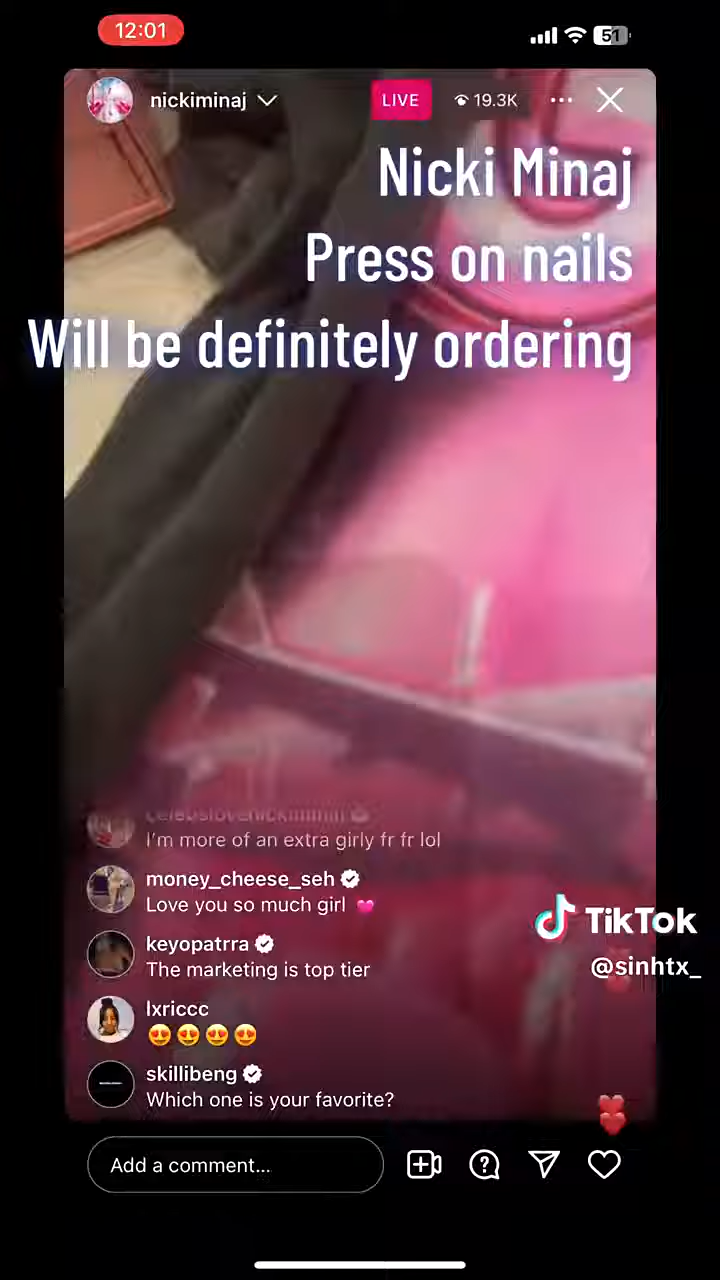 12:01
51
nickiminaj
LIVE
19.3K
Nicki Minaj
Press on nails
Will be definitely ordering
I'm more of an extra girly fr fr lol
money_cheese_seh
Love you so much girl 💕
keyopatrra
The marketing is top tier
lxriccc
😍😍😍😍
skillibeng
Which one is your favorite?
TikTok
@sinhtx_
Add a comment...